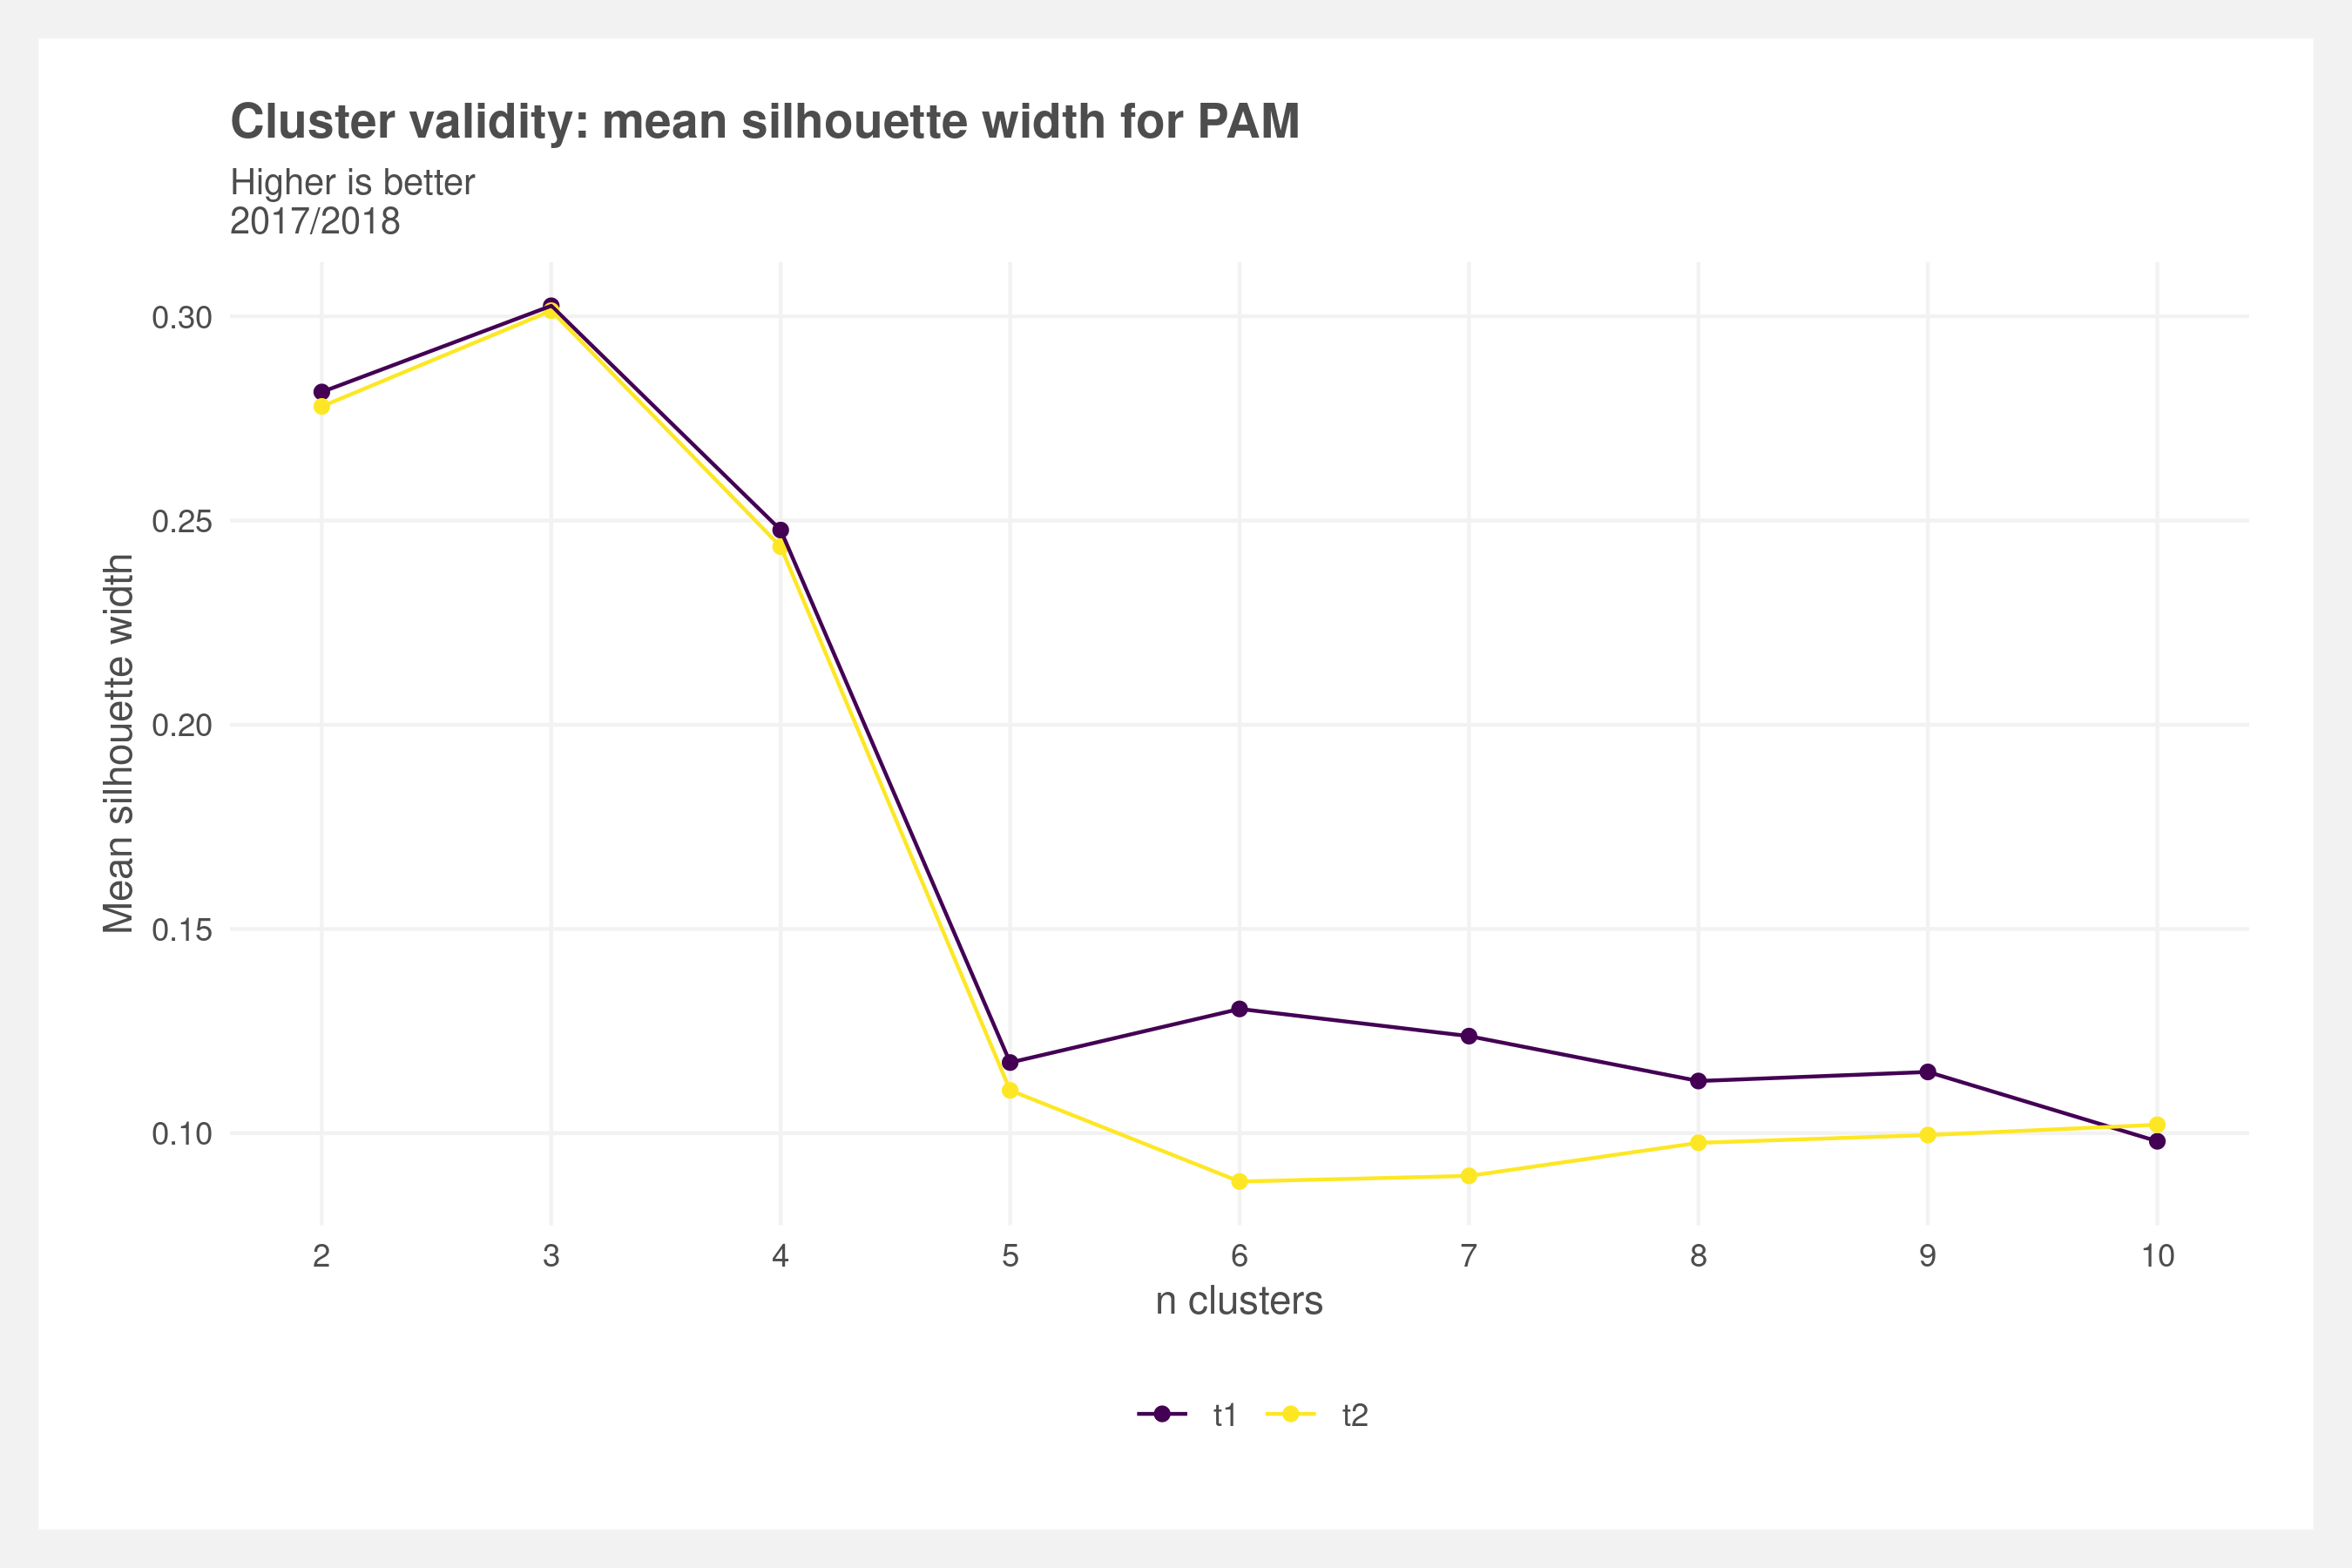 Cluster validity: mean silhouette width for PAM
Higher is better
2017/2018
Mean silhouette width
0.30
0.25
0.20
0.15
0.10
2 3 4 5 6 7 8 9 10
n clusters
t1 t2